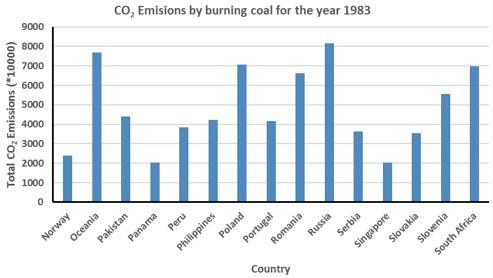 CO₂ Emisions by burning coal for the year 1983
Total CO₂ Emissions (*10000)
9000
8000
7000
6000
5000
4000
3000
2000
1000
0
Norway
Oceania
Pakistan
Panama
Peru
Philippines
Poland
Portugal
Romania
Russia
Serbia
Singapore
Slovakia
Slovenia
South Africa
Country